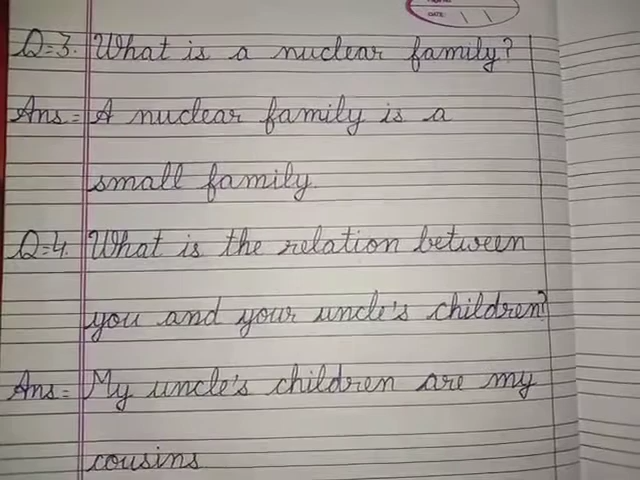 DATE:
Q=3. What is a nuclear family?
Ans= A nuclear family is a
small family.
Q=4. What is the relation between
you and your uncle's children?
Ans= My uncle's children are my
cousins